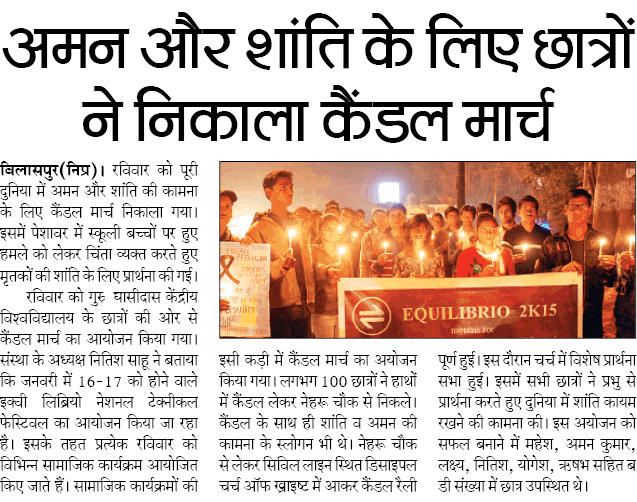 अमन और शांति के लिए छात्रों
ने निकाला कैंडल मार्च
बिलासपुर(निप्र)। रविवार को पूरी
दुनिया में अमन और शांति की कामना
के लिए कैंडल मार्च निकाला गया।
इसमें पेशावर में स्कूली बच्चों पर हुए
हमले को लेकर चिंता व्यक्त करते हुए
मृतकों की शांति के लिए प्रार्थना की गई।
रविवार को गुरु घासीदास केंद्रीय
विश्वविद्यालय के छात्रों की ओर से
कैंडल मार्च का आयोजन किया गया।
संस्था के अध्यक्ष नितिश साहू ने बताया
कि जनवरी में 16-17 को होने वाले
इक्वी लिब्रियो नेशनल टेक्नीकल
फेस्टिवल का आयोजन किया जा रहा
है। इसके तहत प्रत्येक रविवार को
विभिन्न सामाजिक कार्यक्रम आयोजित
किए जाते हैं। सामाजिक कार्यक्रमों की
EQUILIBRIO 2K15
इसी कड़ी में कैंडल मार्च का अयोजन
किया गया। लगभग 100 छात्रों ने हाथों
में कैंडल लेकर नेहरू चौक से निकले।
कैंडल के साथ ही शांति व अमन की
कामना के स्लोगन भी थे। नेहरू चौक
से लेकर सिविल लाइन स्थित डिसाइपल
चर्च ऑफ ख्राइष्ट में आकर कैंडल रैली
पूर्ण हुई। इस दौरान चर्च में विशेष प्रार्थना
सभा हुई। इसमें सभी छात्रों ने प्रभु से
प्रार्थना करते हुए दुनिया में शांति कायम
रखने की कामना की। इस अयोजन को
सफल बनाने में महेश, अमन कुमार,
लक्ष्य, नितिश, योगेश, ऋषभ सहित ब
डी संख्या में छात्र उपस्थित थे।